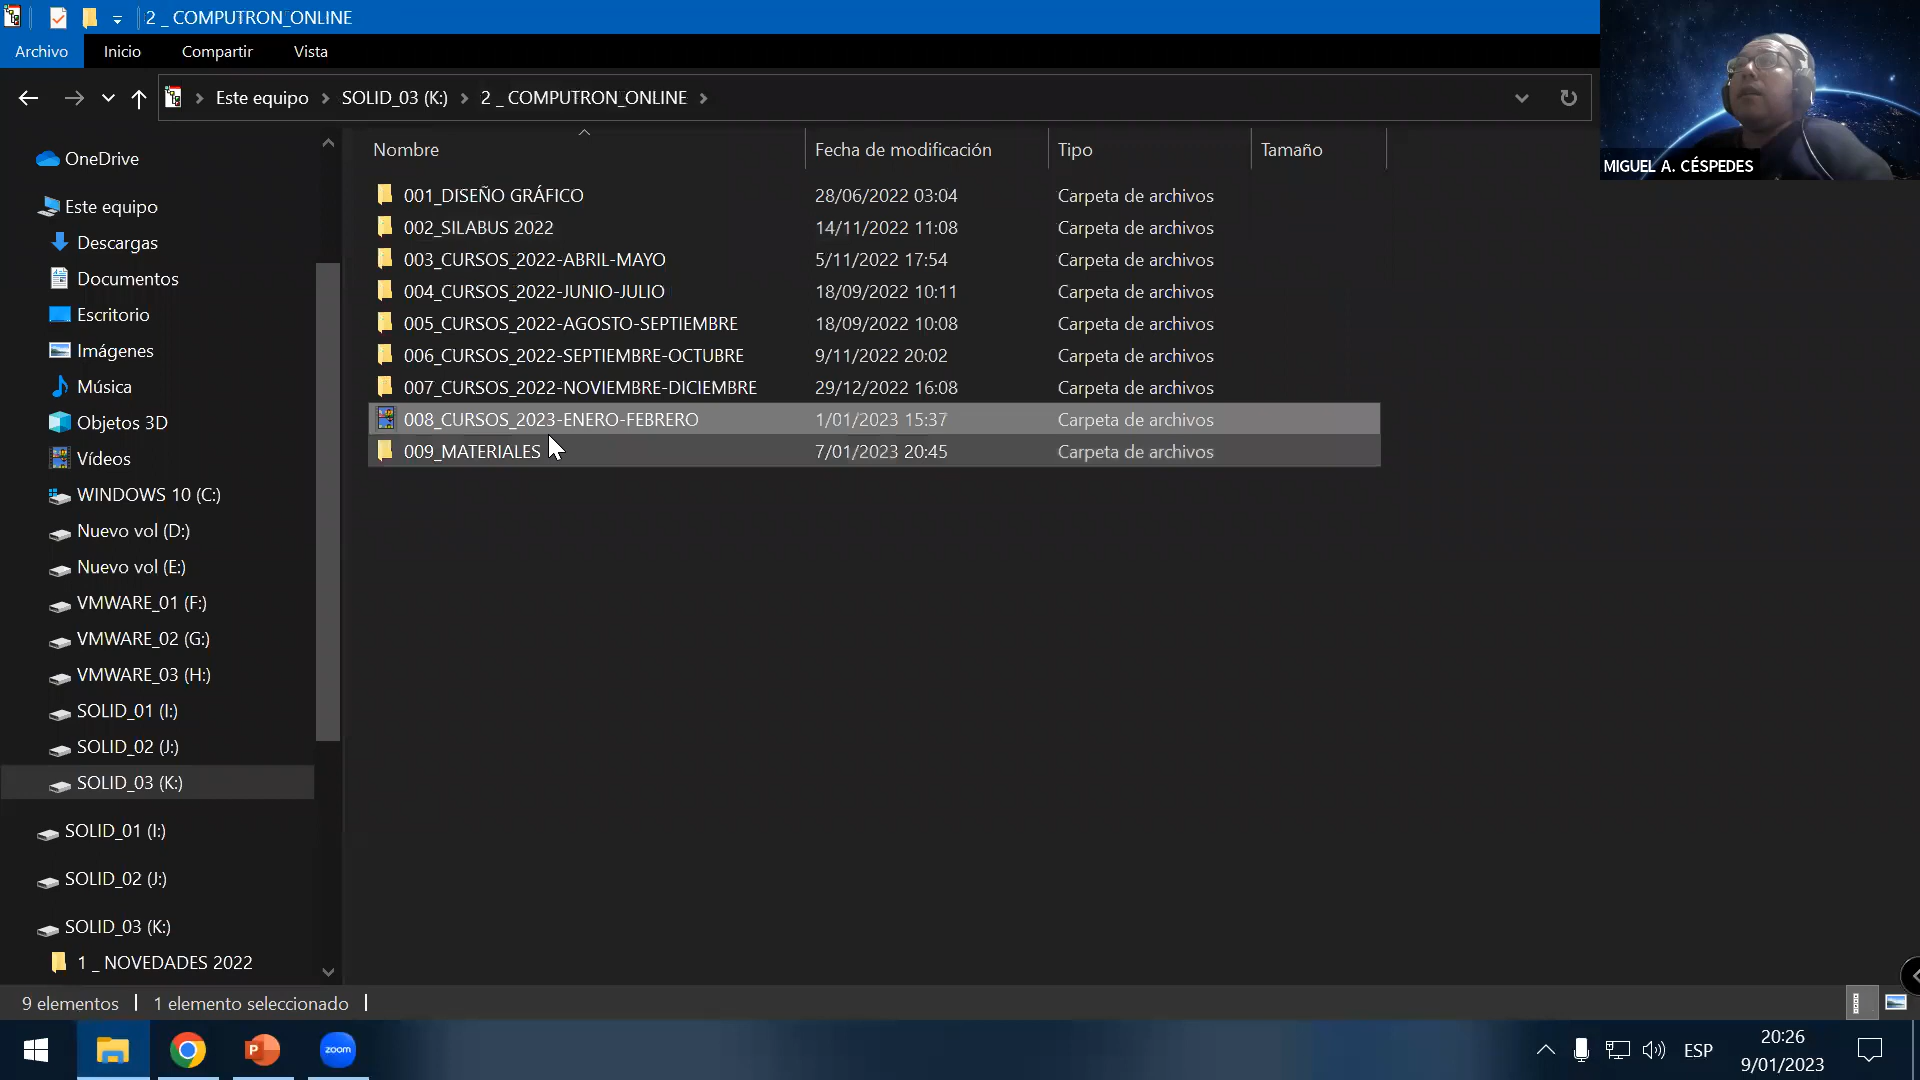 2 _ COMPUTRON_ONLINE
Archivo Inicio Compartir Vista
Este equipo SOLID_03 (K:) 2 _ COMPUTRON_ONLINE
MIGUEL A. CÉSPEDES
Nombre Fecha de modificación Tipo Tamaño
001_DISEÑO GRÁFICO 28/06/2022 03:04 Carpeta de archivos
002_SILABUS 2022 14/11/2022 11:08 Carpeta de archivos
003_CURSOS_2022-ABRIL-MAYO 5/11/2022 17:54 Carpeta de archivos
004_CURSOS_2022-JUNIO-JULIO 18/09/2022 10:11 Carpeta de archivos
005_CURSOS_2022-AGOSTO-SEPTIEMBRE 18/09/2022 10:08 Carpeta de archivos
006_CURSOS_2022-SEPTIEMBRE-OCTUBRE 9/11/2022 20:02 Carpeta de archivos
007_CURSOS_2022-NOVIEMBRE-DICIEMBRE 29/12/2022 16:08 Carpeta de archivos
008_CURSOS_2023-ENERO-FEBRERO 1/01/2023 15:37 Carpeta de archivos
009_MATERIALES 7/01/2023 20:45 Carpeta de archivos
OneDrive
Este equipo
Descargas
Documentos
Escritorio
Imágenes
Música
Objetos 3D
Vídeos
WINDOWS 10 (C:)
Nuevo vol (D:)
Nuevo vol (E:)
VMWARE_01 (F:)
VMWARE_02 (G:)
VMWARE_03 (H:)
SOLID_01 (I:)
SOLID_02 (J:)
SOLID_03 (K:)
SOLID_01 (I:)
SOLID_02 (J:)
SOLID_03 (K:)
1 _ NOVEDADES 2022
9 elementos 1 elemento seleccionado
zoom
ESP
20:26
9/01/2023